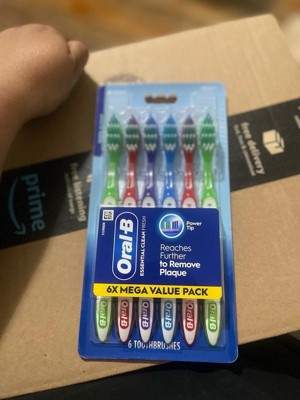 prime
free delivery
Oral-B
ESSENTIAL CLEAN FRESH
Power
Tip
Reaches
Further
to Remove
Plaque
6X MEGA VALUE PACK
Oral-B
Oral-B
Oral-B
Oral-B
Oral-B
Oral-B
6 TOOTHBRUSHES